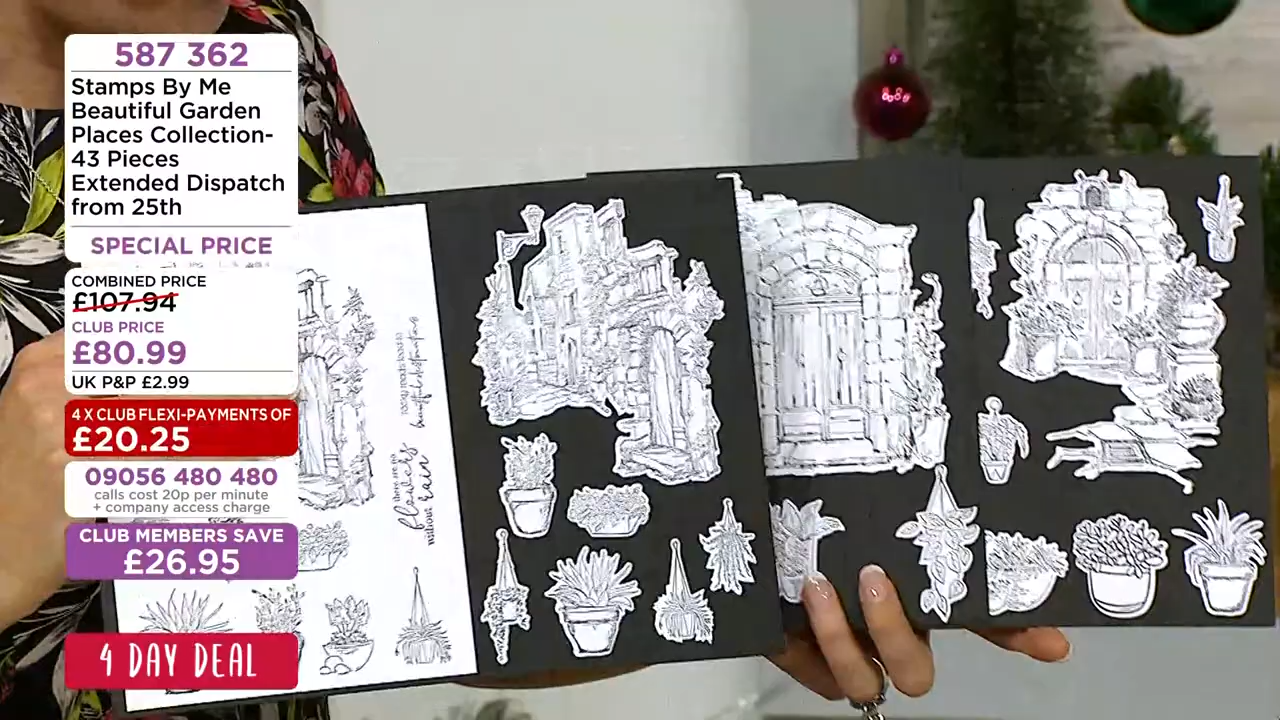 587 362
Stamps By Me
Beautiful Garden
Places Collection-
43 Pieces
Extended Dispatch
from 25th
SPECIAL PRICE
COMBINED PRICE
£107.94
CLUB PRICE
£80.99
UK P&P £2.99
4 X CLUB FLEXI-PAYMENTS OF
£20.25
09056 480 480
calls cost 20p per minute
+ company access charge
CLUB MEMBERS SAVE
£26.95
4 DAY DEAL
flowers
without
rain